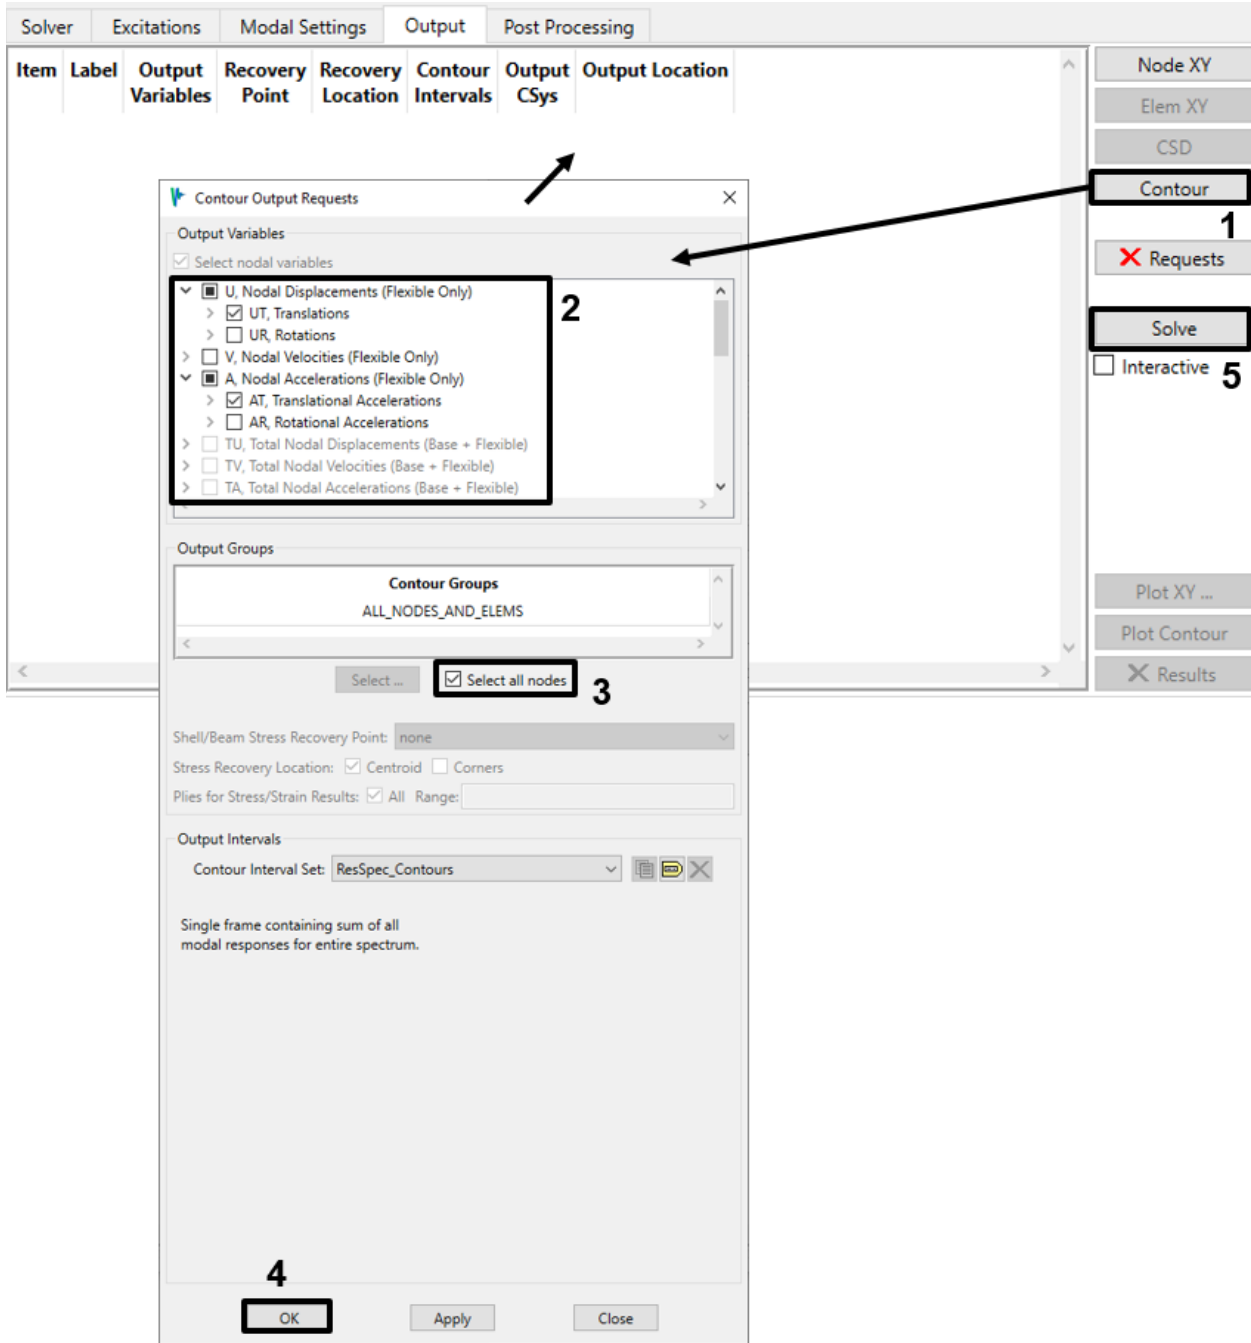 Solver Excitations Modal Settings Output Post Processing
Item Label Output Recovery Recovery Contour Output Output Location
Variables Point Location Intervals CSys
Node XY
Elem XY
CSD
Contour
1
Requests
Solve
Interactive 5
Plot XY ...
Plot Contour
Results
Contour Output Requests
Output Variables
Select nodal variables
U, Nodal Displacements (Flexible Only)
2
UT, Translations
UR, Rotations
V, Nodal Velocities (Flexible Only)
A, Nodal Accelerations (Flexible Only)
AT, Translational Accelerations
AR, Rotational Accelerations
TU, Total Nodal Displacements (Base + Flexible)
TV, Total Nodal Velocities (Base + Flexible)
TA, Total Nodal Accelerations (Base + Flexible)
Output Groups
Contour Groups
ALL_NODES_AND_ELEMS
Select ... Select all nodes 3
Shell/Beam Stress Recovery Point: none
Stress Recovery Location: Centroid Corners
Plies for Stress/Strain Results: All Range:
Output Intervals
Contour Interval Set: ResSpec_Contours
Single frame containing sum of all
modal responses for entire spectrum.
4
OK Apply Close